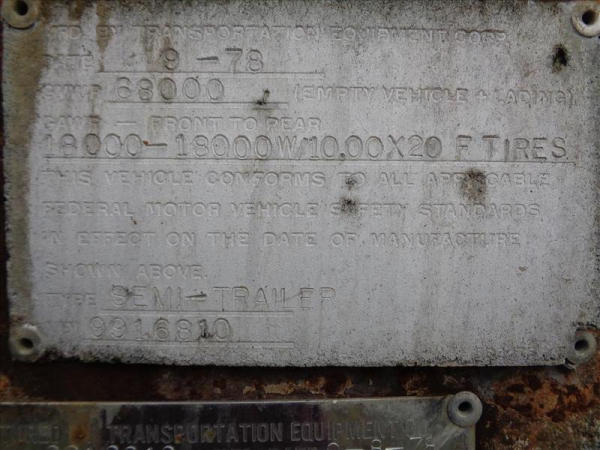 MFD. BY TRANSPORTATION EQUIPMENT CORP.
DATE 9-78
GVWR 68000 (EMPTY VEHICLE + LADING)
GAWR — FRONT TO REAR
18000-18000W/10.00X20 F TIRES
THIS VEHICLE CONFORMS TO ALL APPLICABLE
FEDERAL MOTOR VEHICLE SAFETY STANDARDS
IN EFFECT ON THE DATE OF MANUFACTURE
SHOWN ABOVE.
TYPE SEMI-TRAILER
9916810
TRANSPORTATION EQUIPMENT